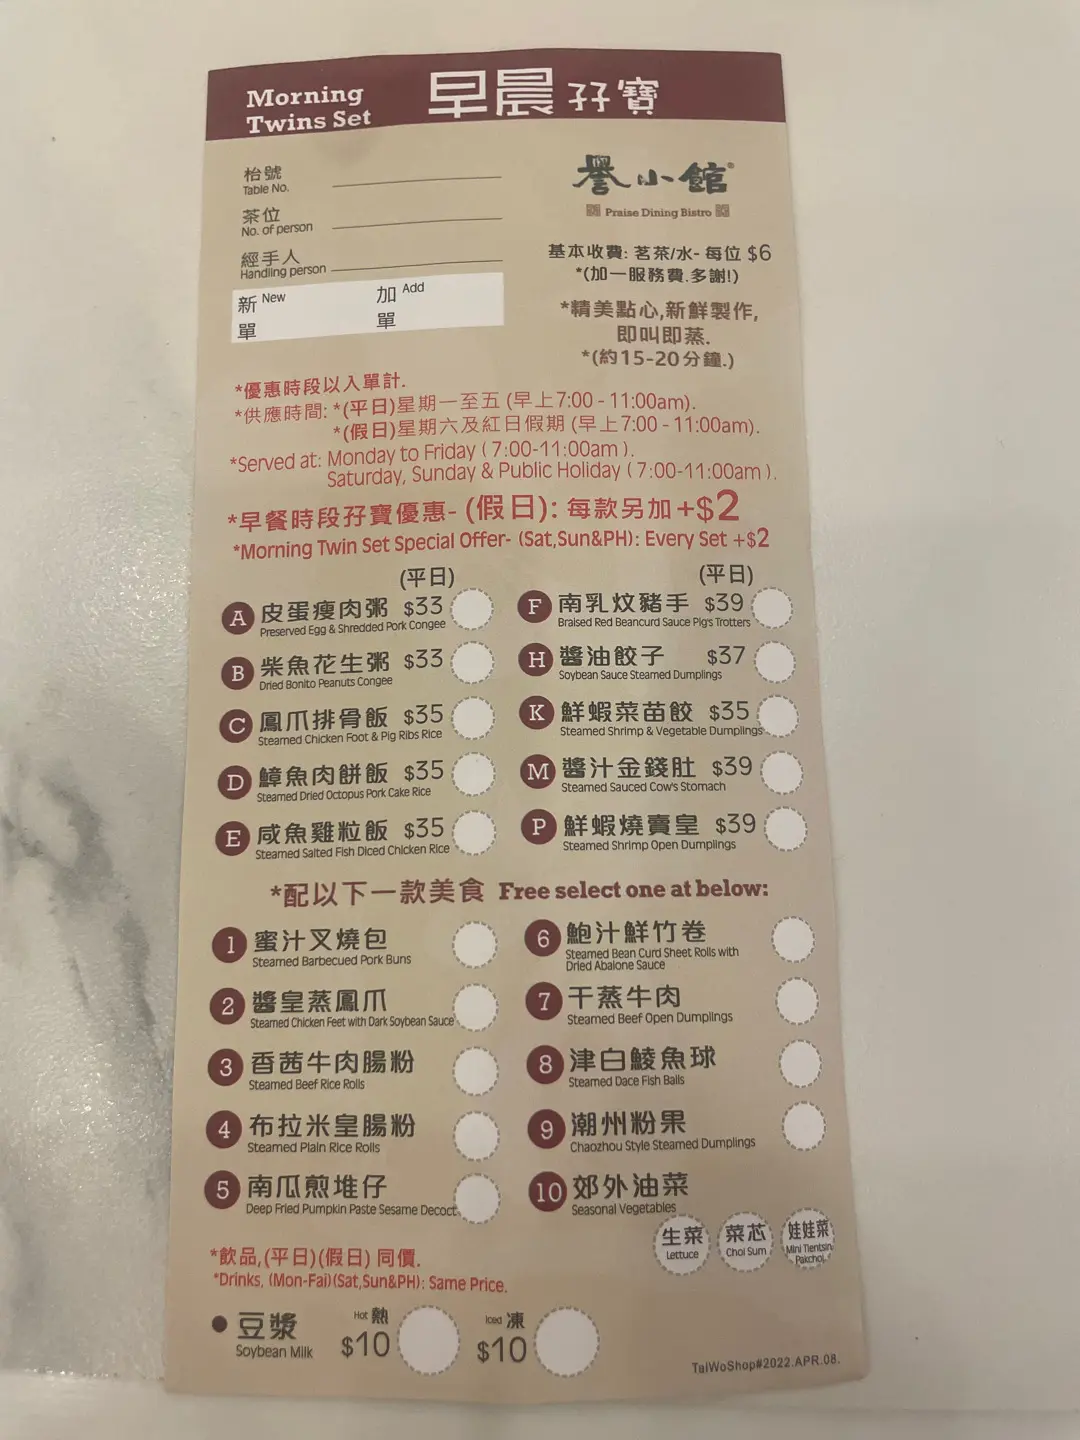 Morning
Twins Set
早晨孖寶
枱號
Table No.
茶位
No. of person
經手人
Handling person
新 New
單
加 Add
單
譽小館®
Praise Dining Bistro
基本收費: 茗茶/水- 每位 $6
*(加一服務費.多謝!)
*精美點心,新鮮製作,
即叫即蒸.
*(約15-20分鐘.)
*優惠時段以入單計.
*供應時間: *(平日)星期一至五 (早上7:00 - 11:00am).
*(假日)星期六及紅日假期 (早上7:00 - 11:00am).
*Served at: Monday to Friday ( 7:00-11:00am ).
Saturday, Sunday & Public Holiday ( 7:00-11:00am ).
*早餐時段孖寶優惠- (假日): 每款另加+$2
*Morning Twin Set Special Offer- (Sat,Sun&PH): Every Set +$2
(平日)
A 皮蛋瘦肉粥 $33
Preserved Egg & Shredded Pork Congee
B 柴魚花生粥 $33
Dried Bonito Peanuts Congee
C 鳳爪排骨飯 $35
Steamed Chicken Foot & Pig Ribs Rice
D 鱆魚肉餅飯 $35
Steamed Dried Octopus Pork Cake Rice
E 咸魚雞粒飯 $35
Steamed Salted Fish Diced Chicken Rice
(平日)
F 南乳炆豬手 $39
Braised Red Beancurd Sauce Pig's Trotters
H 醬油餃子 $37
Soybean Sauce Steamed Dumplings
K 鮮蝦菜苗餃 $35
Steamed Shrimp & Vegetable Dumplings
M 醬汁金錢肚 $39
Steamed Sauced Cow's Stomach
P 鮮蝦燒賣皇 $39
Steamed Shrimp Open Dumplings
*配以下一款美食 Free select one at below:
1 蜜汁叉燒包
Steamed Barbecued Pork Buns
2 醬皇蒸鳳爪
Steamed Chicken Feet with Dark Soybean Sauce
3 香茜牛肉腸粉
Steamed Beef Rice Rolls
4 布拉米皇腸粉
Steamed Plain Rice Rolls
5 南瓜煎堆仔
Deep Fried Pumpkin Paste Sesame Decoct
6 鮑汁鮮竹卷
Steamed Bean Curd Sheet Rolls with
Dried Abalone Sauce
7 干蒸牛肉
Steamed Beef Open Dumplings
8 津白鯪魚球
Steamed Dace Fish Balls
9 潮州粉果
Chaozhou Style Steamed Dumplings
10 郊外油菜
Seasonal Vegetables
生菜
Lettuce
菜芯
Choi Sum
娃娃菜
Mini Tientsin
Pakchoi
*飲品,(平日)(假日) 同價.
*Drinks, (Mon-Fai)(Sat,Sun&PH): Same Price.
豆漿
Soybean Milk
Hot 熱
$10
Iced 凍
$10
TaiWoShop#2022.APR.08.